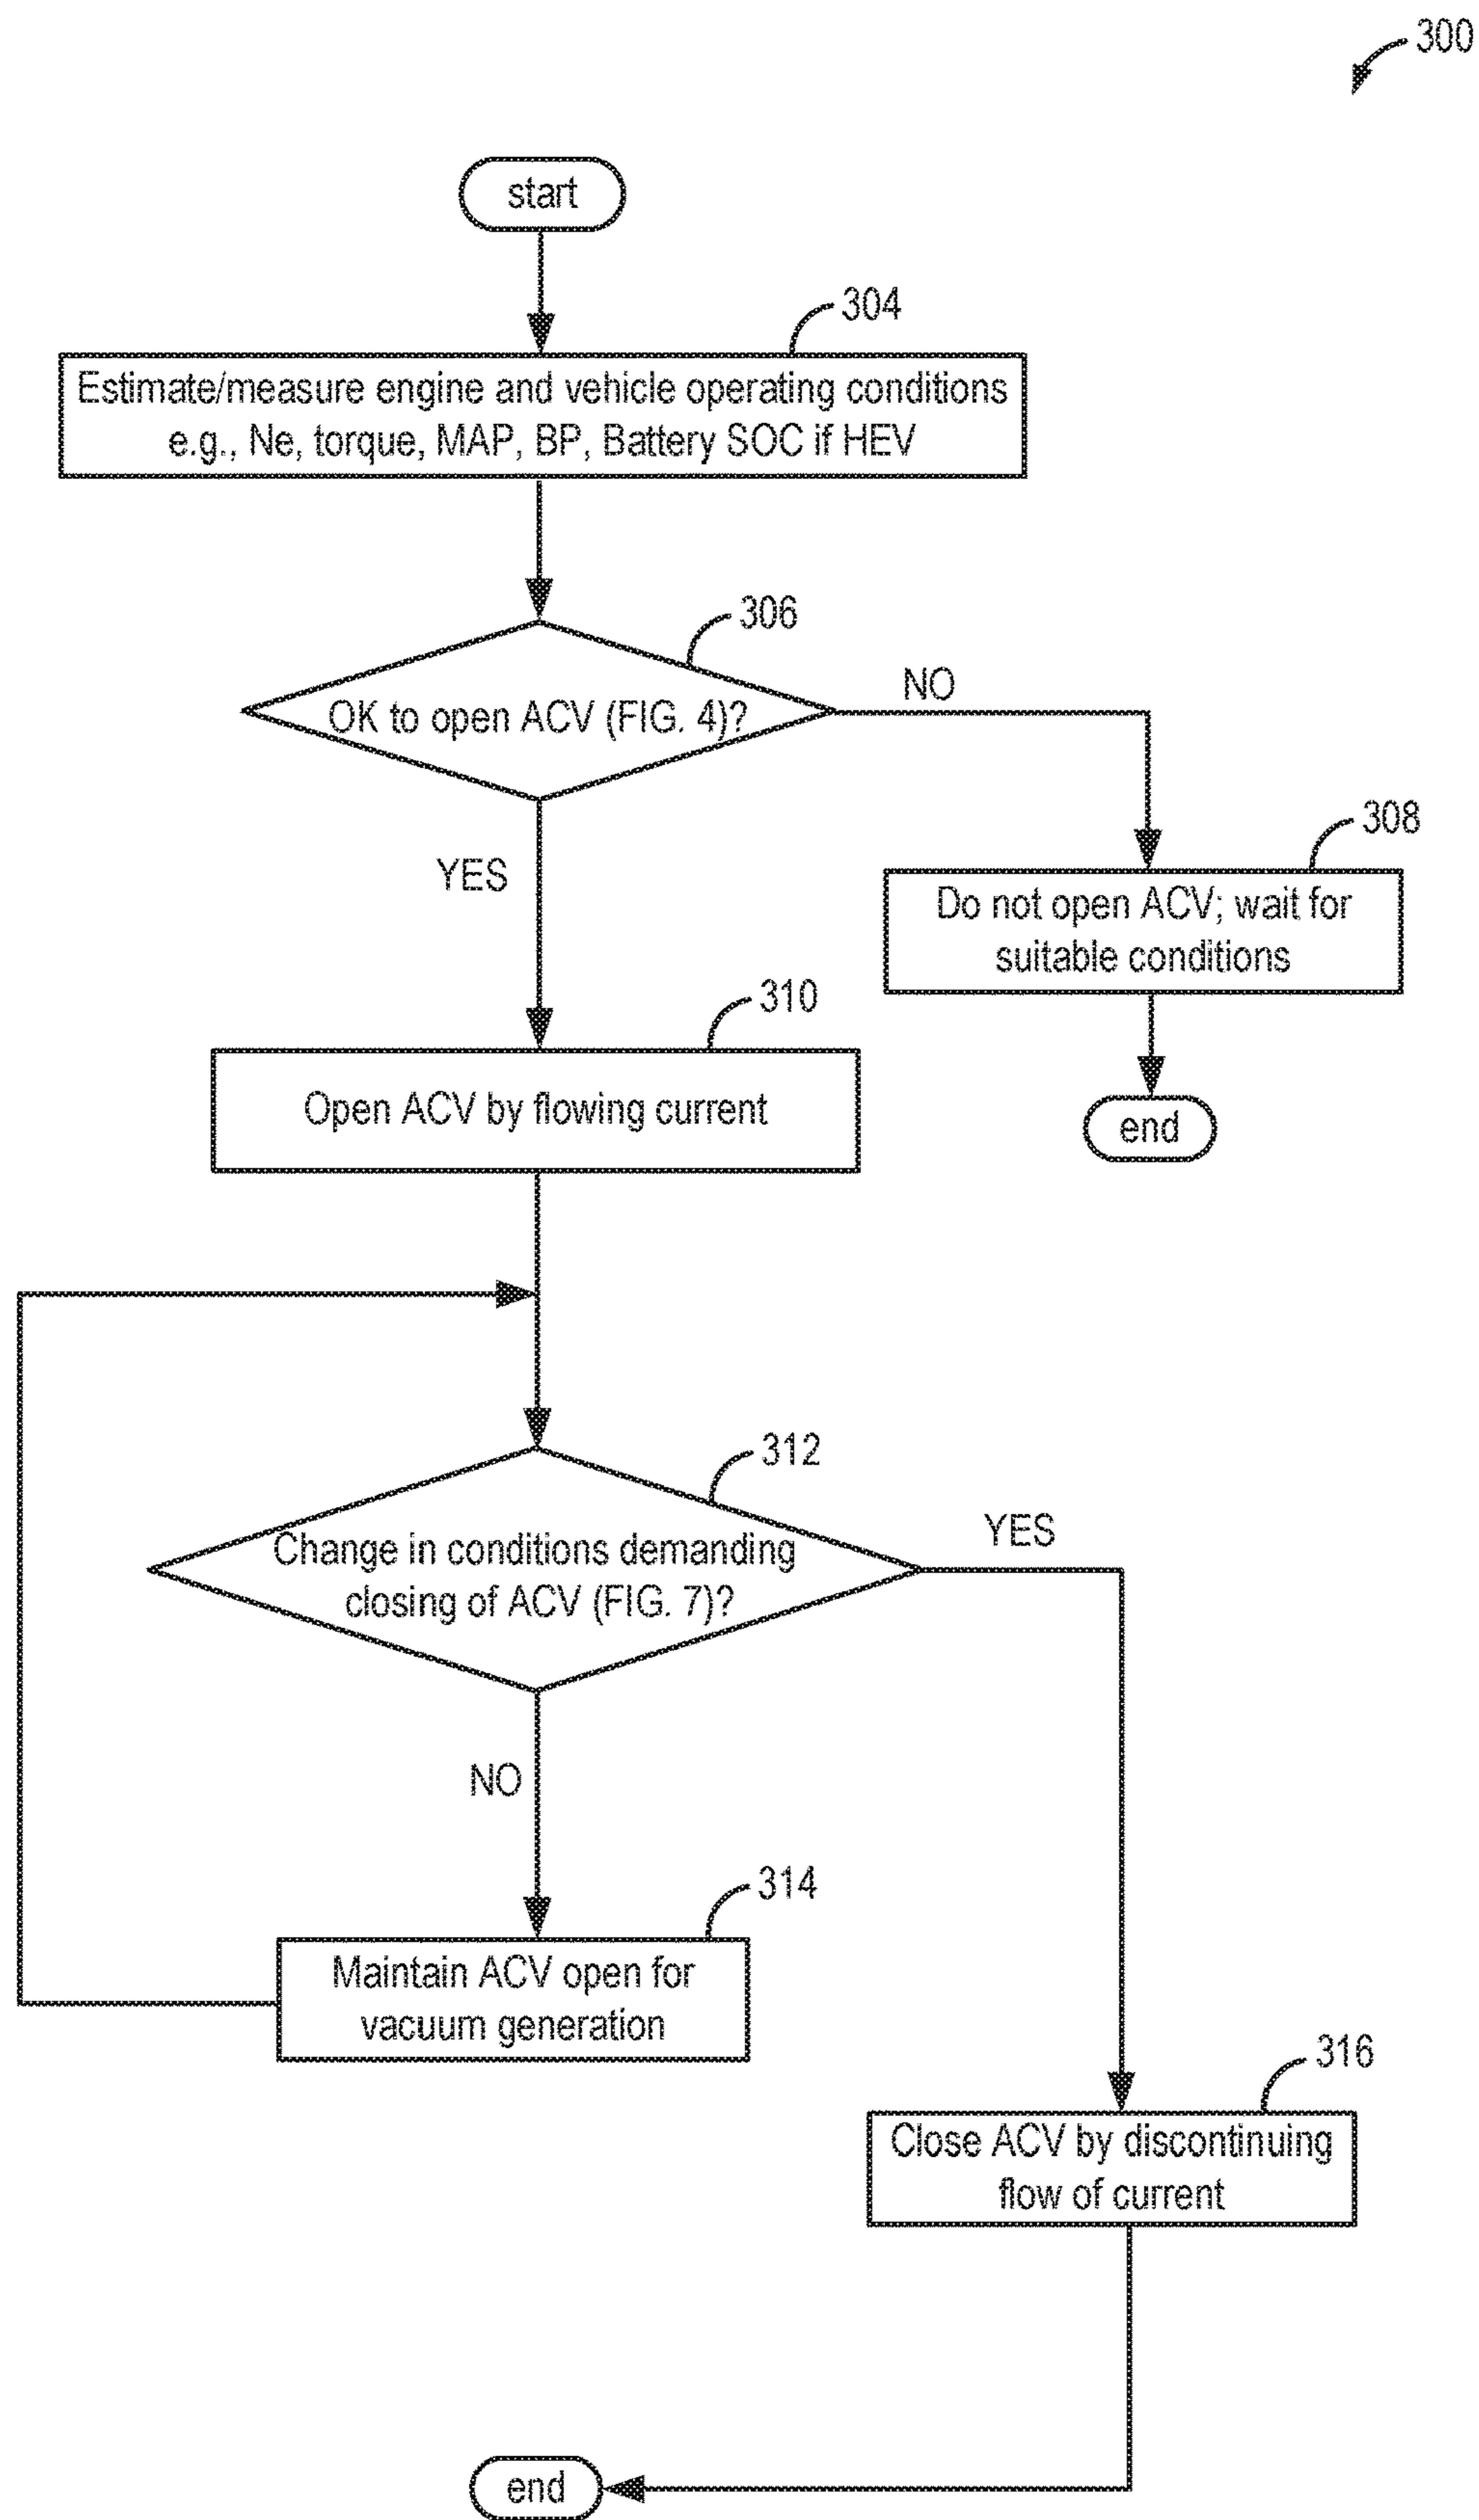 300
start
304
Estimate/measure engine and vehicle operating conditions
e.g., Ne, torque, MAP, BP, Battery SOC if HEV
306
OK to open ACV (FIG. 4)?
NO
YES
308
Do not open ACV; wait for
suitable conditions
end
310
Open ACV by flowing current
312
Change in conditions demanding
closing of ACV (FIG. 7)?
YES
NO
314
Maintain ACV open for
vacuum generation
316
Close ACV by discontinuing
flow of current
end